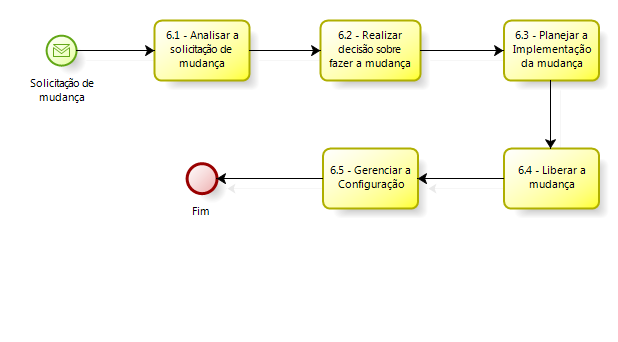 Solicitação de
mudança
6.1 - Analisar a
solicitação de
mudança
6.2 - Realizar
decisão sobre
fazer a mudança
6.3 - Planejar a
Implementação
da mudança
6.4 - Liberar a
mudança
6.5 - Gerenciar a
Configuração
Fim